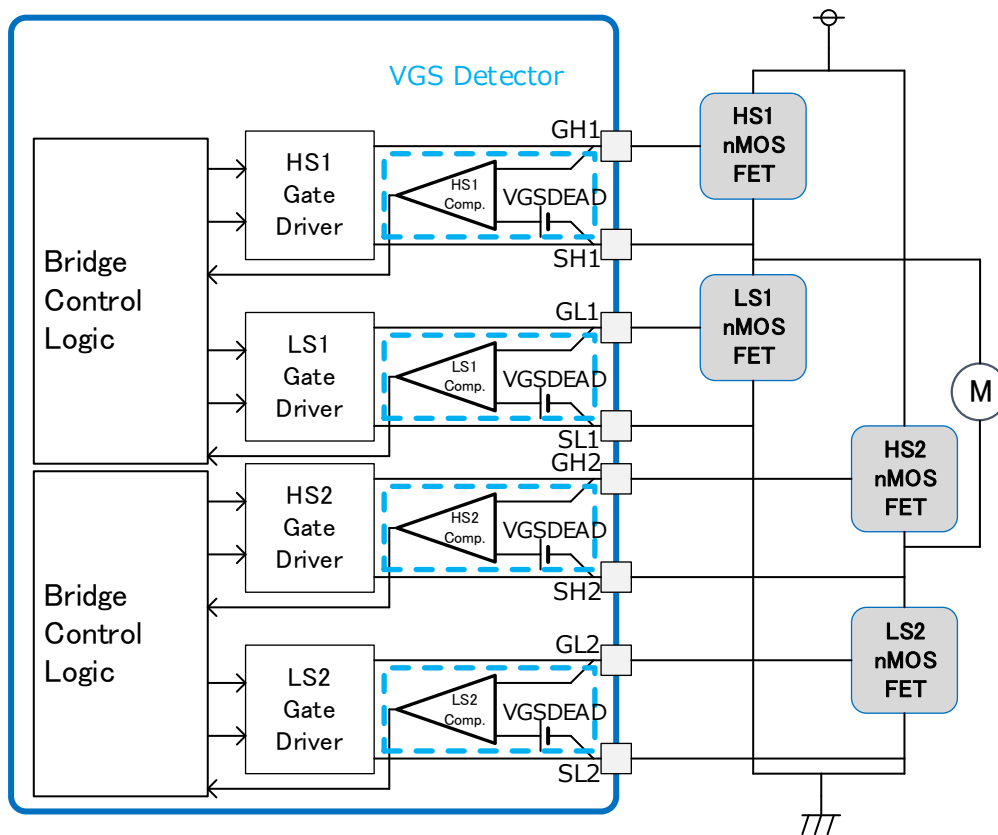 VGS Detector
GH1
HS1
nMOS
FET
HS1
Gate
Driver
HS1
Comp.
VGSDEAD
SH1
Bridge
Control
Logic
GL1
LS1
nMOS
FET
LS1
Gate
Driver
LS1
Comp.
VGSDEAD
SL1
M
GH2
HS2
nMOS
FET
HS2
Gate
Driver
HS2
Comp.
VGSDEAD
SH2
Bridge
Control
Logic
GL2
LS2
nMOS
FET
LS2
Gate
Driver
LS2
Comp.
VGSDEAD
SL2